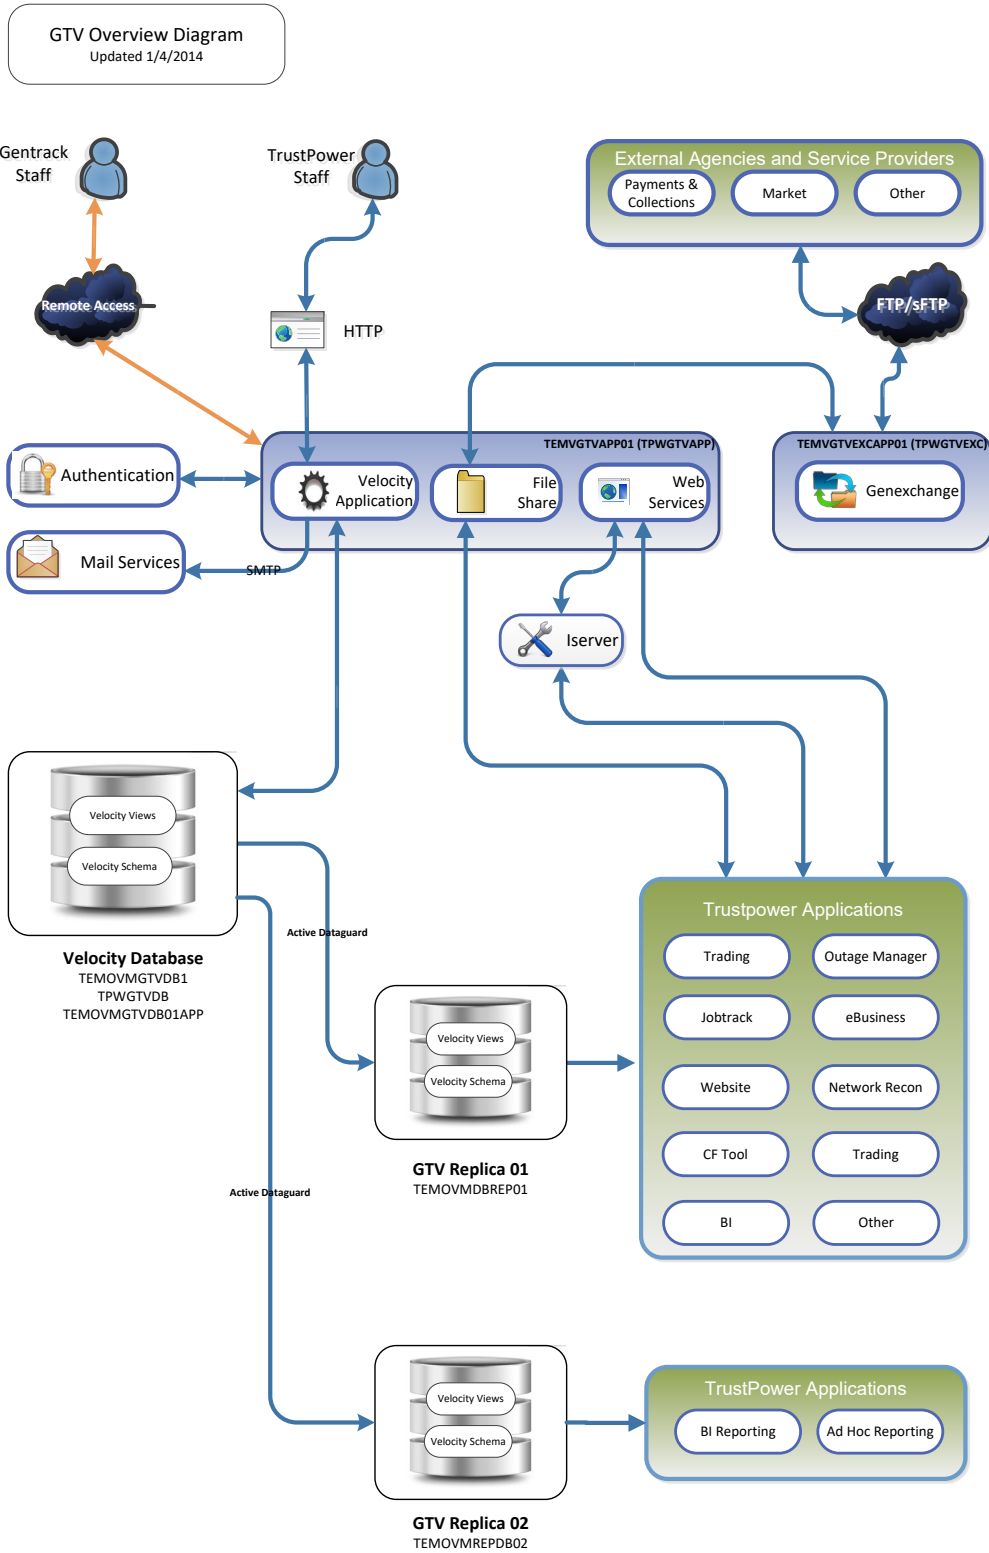 GTV Overview Diagram
Updated 1/4/2014
Gentrack
Staff
TrustPower
Staff
External Agencies and Service Providers
Payments &
Collections
Market
Other
Remote Access
HTTP
FTP/sFTP
TEMVGTVAPP01 (TPWGTVAPP)
TEMVGTVEXCAPP01 (TPWGTVEXC)
Authentication
Velocity
Application
File
Share
Web
Services
Genexchange
Mail Services
SMTP
Iserver
Velocity Views
Velocity Schema
Velocity Database
TEMOVMGTVDB1
TPWGTVDB
TEMOVMGTVDB01APP
Active Dataguard
Trustpower Applications
Trading
Outage Manager
Jobtrack
eBusiness
Website
Network Recon
CF Tool
Trading
BI
Other
Velocity Views
Velocity Schema
GTV Replica 01
TEMOVMDBREP01
Active Dataguard
Velocity Views
Velocity Schema
GTV Replica 02
TEMOVMREPDB02
TrustPower Applications
BI Reporting
Ad Hoc Reporting